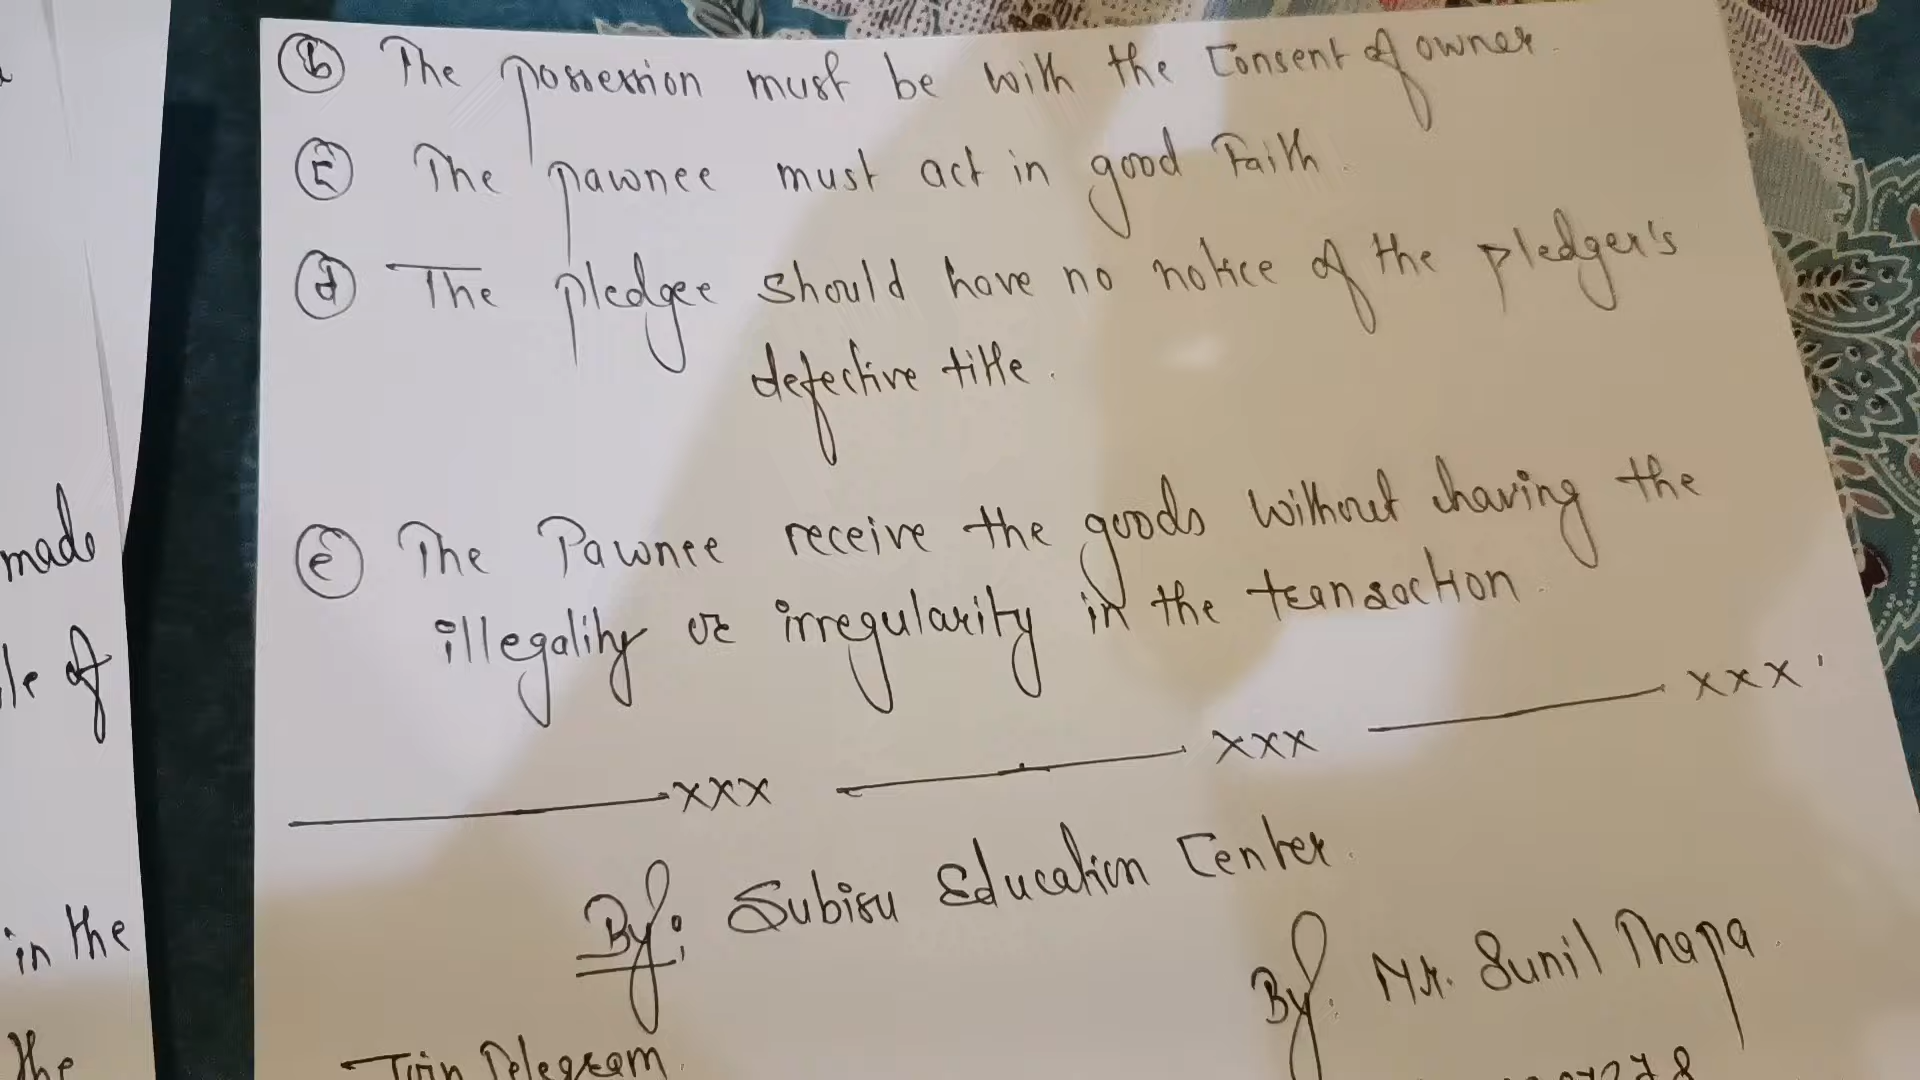 (b) The possession must be with the Consent of owner.
(c) The pawnee must act in good Faith.
(d) The pledgee should have no notice of the pledger's
defective title.
(e) The Pawnee receive the goods without having the
illegality or irregularity in the transaction.
xxx xxx xxx
By: Subisu Education Center
By: Mr. Sunil Thapa
Join Telegram
made
of
in the
the